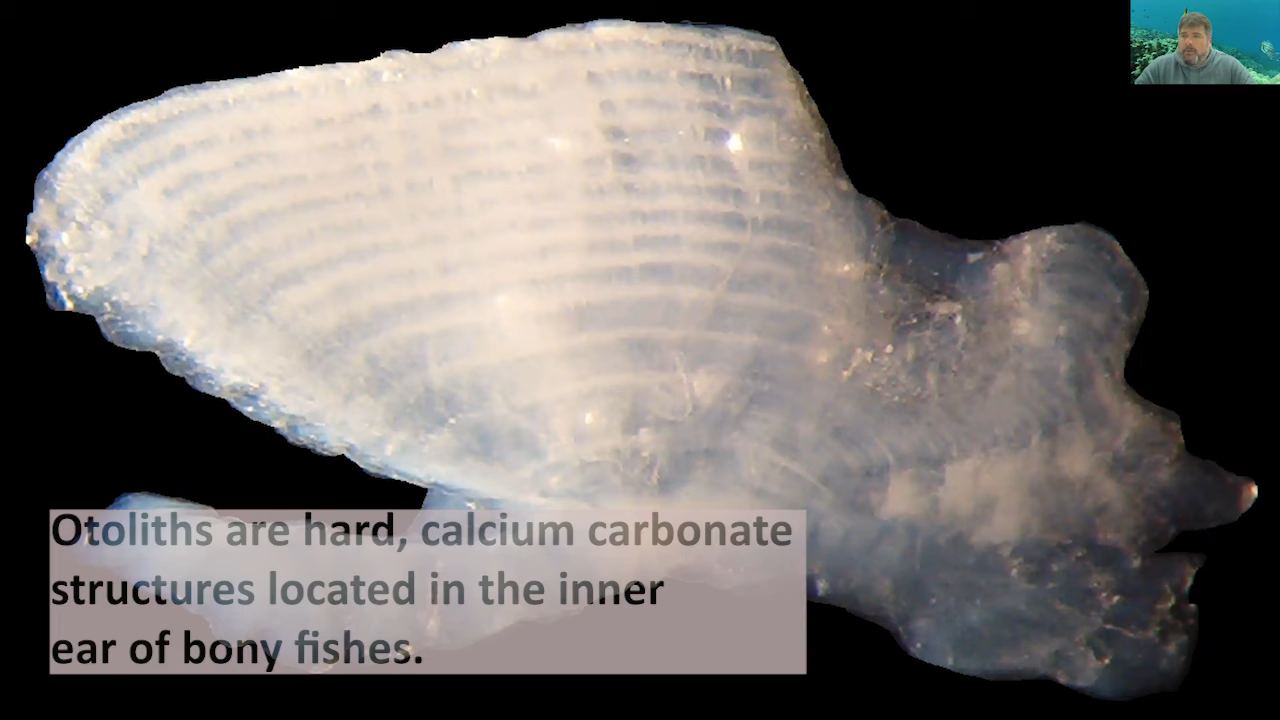 Otoliths are hard, calcium carbonate
structures located in the inner
ear of bony fishes.